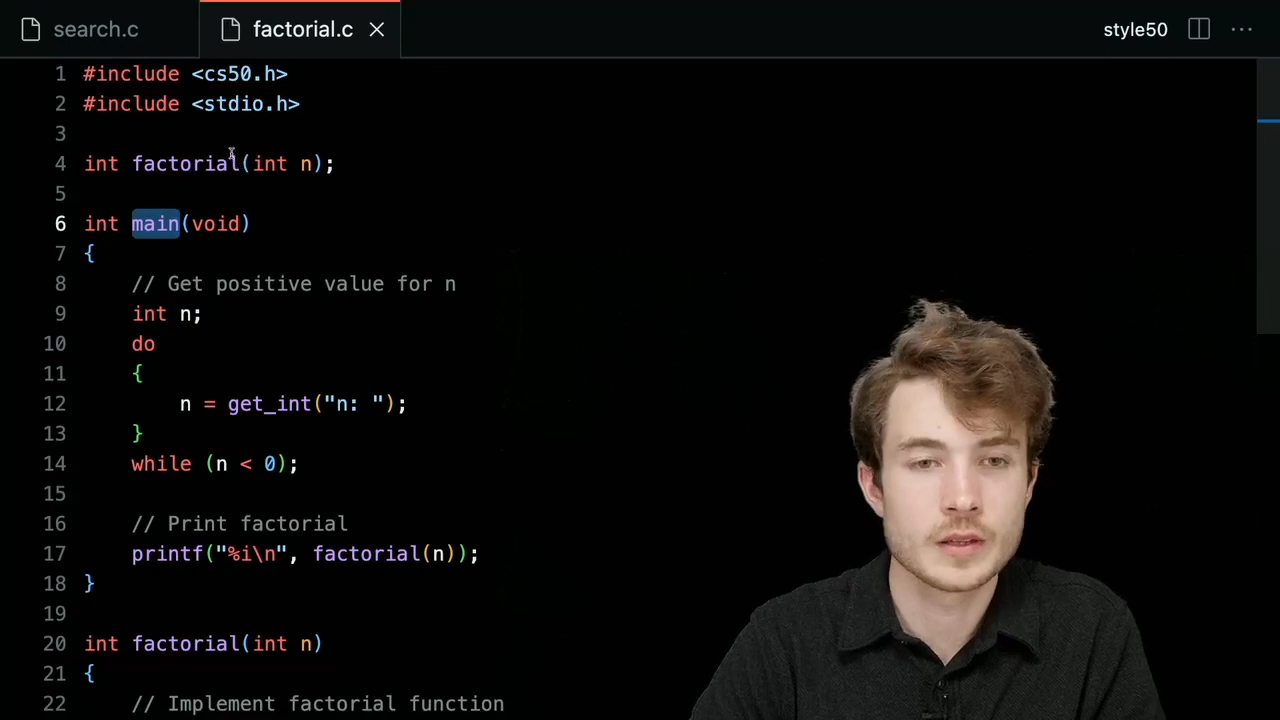 search.c
factorial.c
style50
1 #include <cs50.h>
2 #include <stdio.h>
3
4 int factorial(int n);
5
6 int main(void)
7 {
8     // Get positive value for n
9     int n;
10     do
11     {
12         n = get_int("n: ");
13     }
14     while (n < 0);
15
16     // Print factorial
17     printf("%i\n", factorial(n));
18 }
19
20 int factorial(int n)
21 {
22     // Implement factorial function